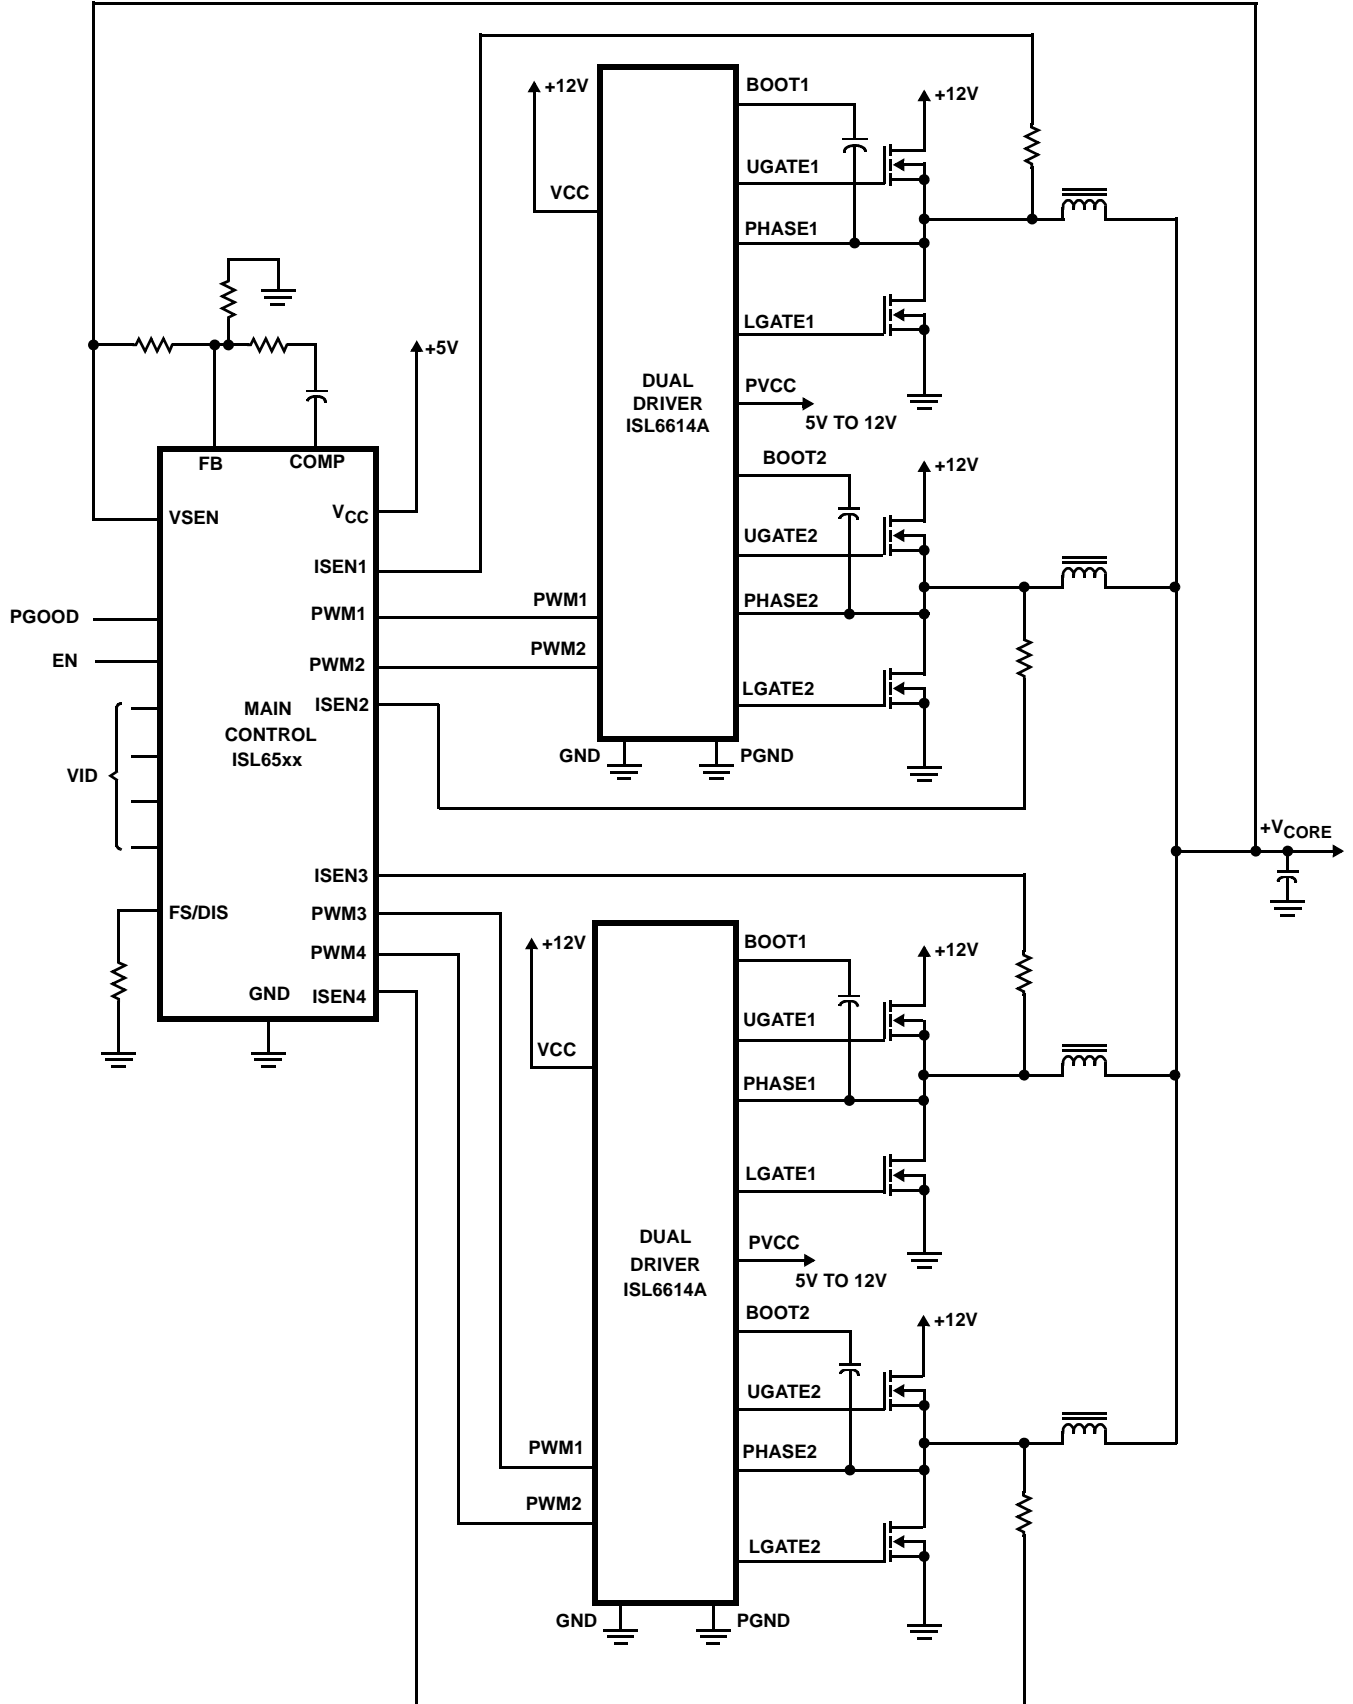 +12V
VCC
BOOT1
+12V
UGATE1
PHASE1
LGATE1
DUAL
DRIVER
ISL6614A
PVCC
5V TO 12V
BOOT2
+12V
UGATE2
PHASE2
LGATE2
PWM1
PWM2
GND
PGND
+5V
FB
COMP
VSEN
VCC
ISEN1
PGOOD
PWM1
EN
PWM2
ISEN2
MAIN
CONTROL
ISL65xx
VID
ISEN3
FS/DIS
PWM3
PWM4
GND
ISEN4
+VCORE
+12V
VCC
BOOT1
+12V
UGATE1
PHASE1
LGATE1
DUAL
DRIVER
ISL6614A
PVCC
5V TO 12V
BOOT2
+12V
UGATE2
PHASE2
LGATE2
PWM1
PWM2
GND
PGND